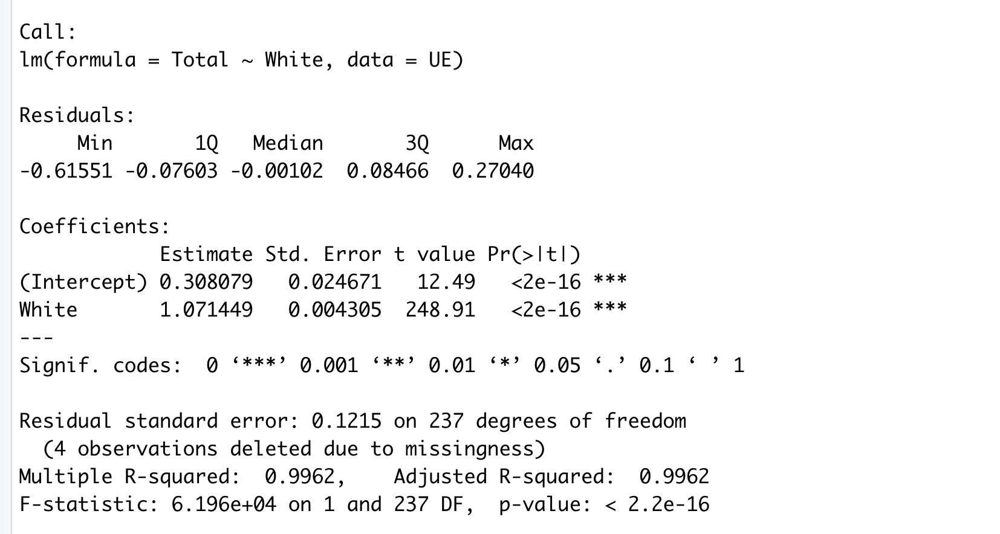 Call:
lm(formula = Total ~ White, data = UE)
Residuals:
     Min       1Q   Median       3Q      Max
-0.61551 -0.07603 -0.00102  0.08466  0.27040
Coefficients:
            Estimate Std. Error t value Pr(>|t|)
(Intercept) 0.308079   0.024671   12.49   <2e-16 ***
White       1.071449   0.004305  248.91   <2e-16 ***
---
Signif. codes:  0 ‘***’ 0.001 ‘**’ 0.01 ‘*’ 0.05 ‘.’ 0.1 ‘ ’ 1
Residual standard error: 0.1215 on 237 degrees of freedom
  (4 observations deleted due to missingness)
Multiple R-squared:  0.9962,    Adjusted R-squared:  0.9962
F-statistic: 6.196e+04 on 1 and 237 DF,  p-value: < 2.2e-16